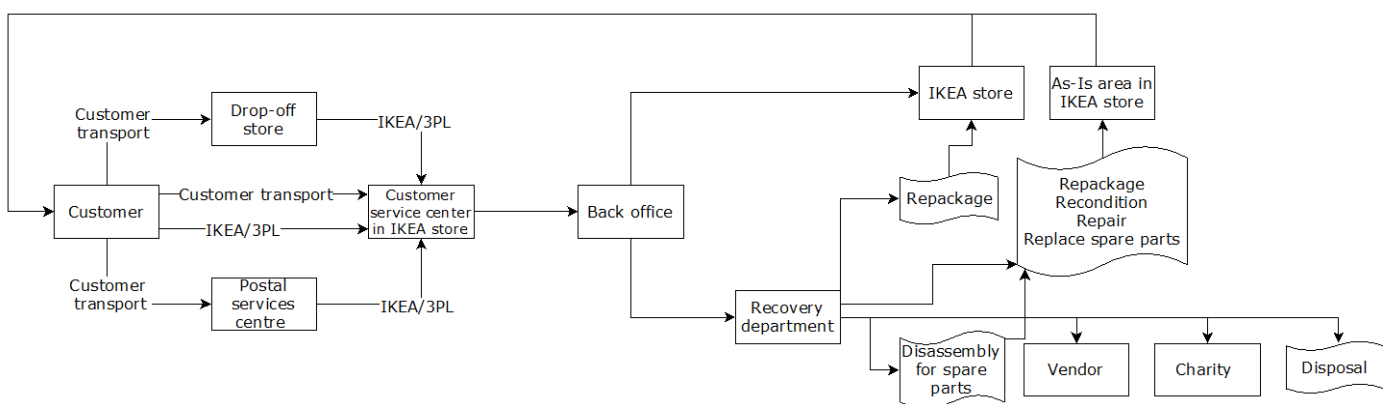 Customer
transport
Drop-off
store
IKEA/3PL
Customer
Customer transport
IKEA/3PL
Customer
service center
in IKEA store
Customer
transport
Postal
services
centre
IKEA/3PL
Back office
IKEA store
As-Is area in
IKEA store
Repackage
Repackage
Recondition
Repair
Replace spare parts
Recovery
department
Disassembly
for spare
parts
Vendor
Charity
Disposal